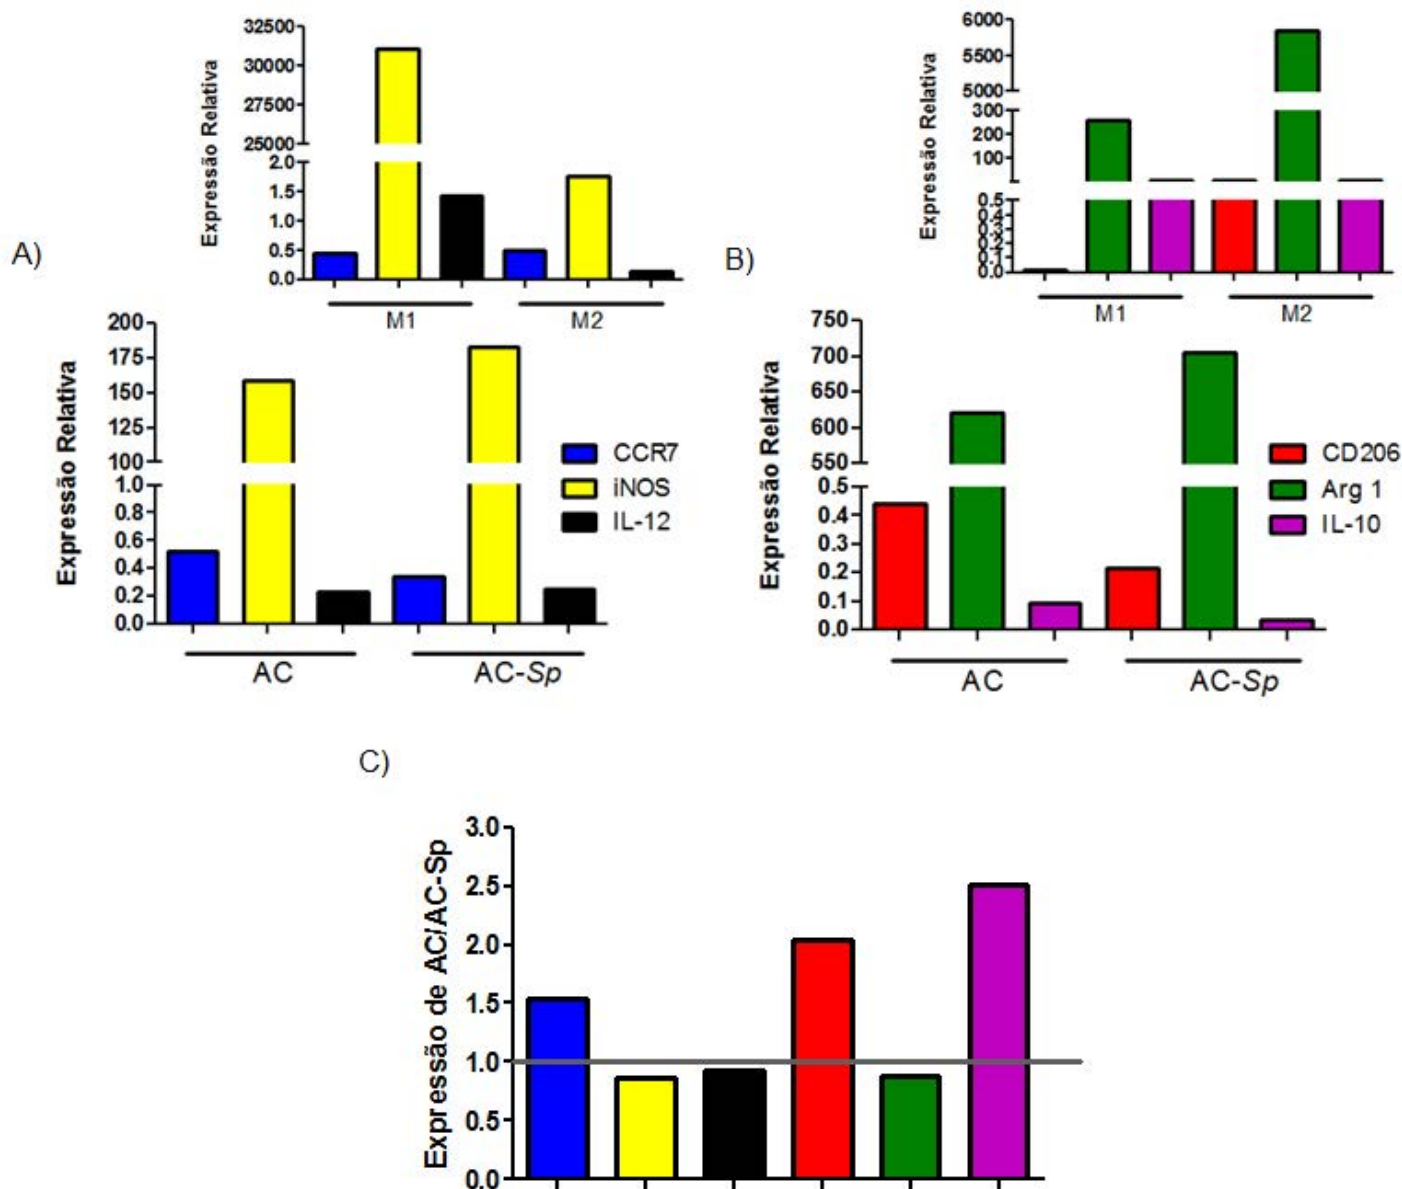 A)
Expressão Relativa
32500
30000
27500
25000
2.0
1.5
1.0
0.5
0.0
M1
M2
Expressão Relativa
200
175
150
125
100
1.0
0.8
0.6
0.4
0.2
0.0
AC
AC-Sp
CCR7
iNOS
IL-12
B)
Expressão Relativa
6000
5500
5000
300
200
100
0.5
0.4
0.3
0.2
0.1
0.0
M1
M2
Expressão Relativa
750
700
650
600
550
0.5
0.4
0.3
0.2
0.1
0.0
AC
AC-Sp
CD206
Arg 1
IL-10
C)
Expressão de AC/AC-Sp
3.0
2.5
2.0
1.5
1.0
0.5
0.0